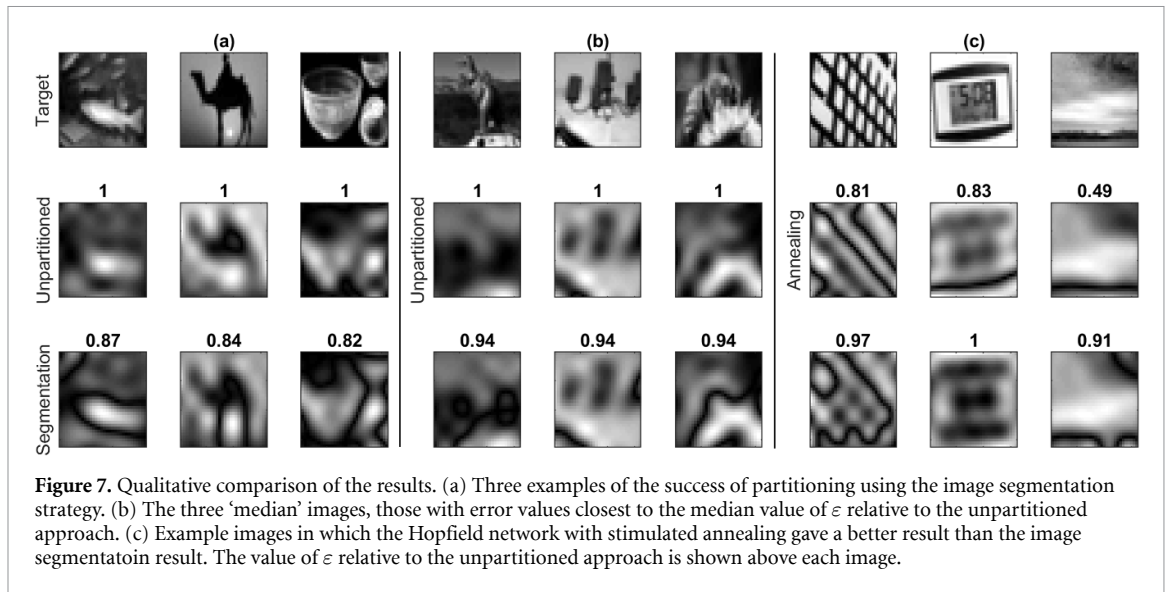 (a) (b) (c)
Target
5:08
1 1 1 1 1 1 0.81 0.83 0.49
Unpartitioned Unpartitioned Annealing
0.87 0.84 0.82 0.94 0.94 0.94 0.97 1 0.91
Segmentation
Figure 7. Qualitative comparison of the results. (a) Three examples of the success of partitioning using the image segmentation
strategy. (b) The three ‘median’ images, those with error values closest to the median value of ε relative to the unpartitioned
approach. (c) Example images in which the Hopfield network with stimulated annealing gave a better result than the image
segmentatoin result. The value of ε relative to the unpartitioned approach is shown above each image.